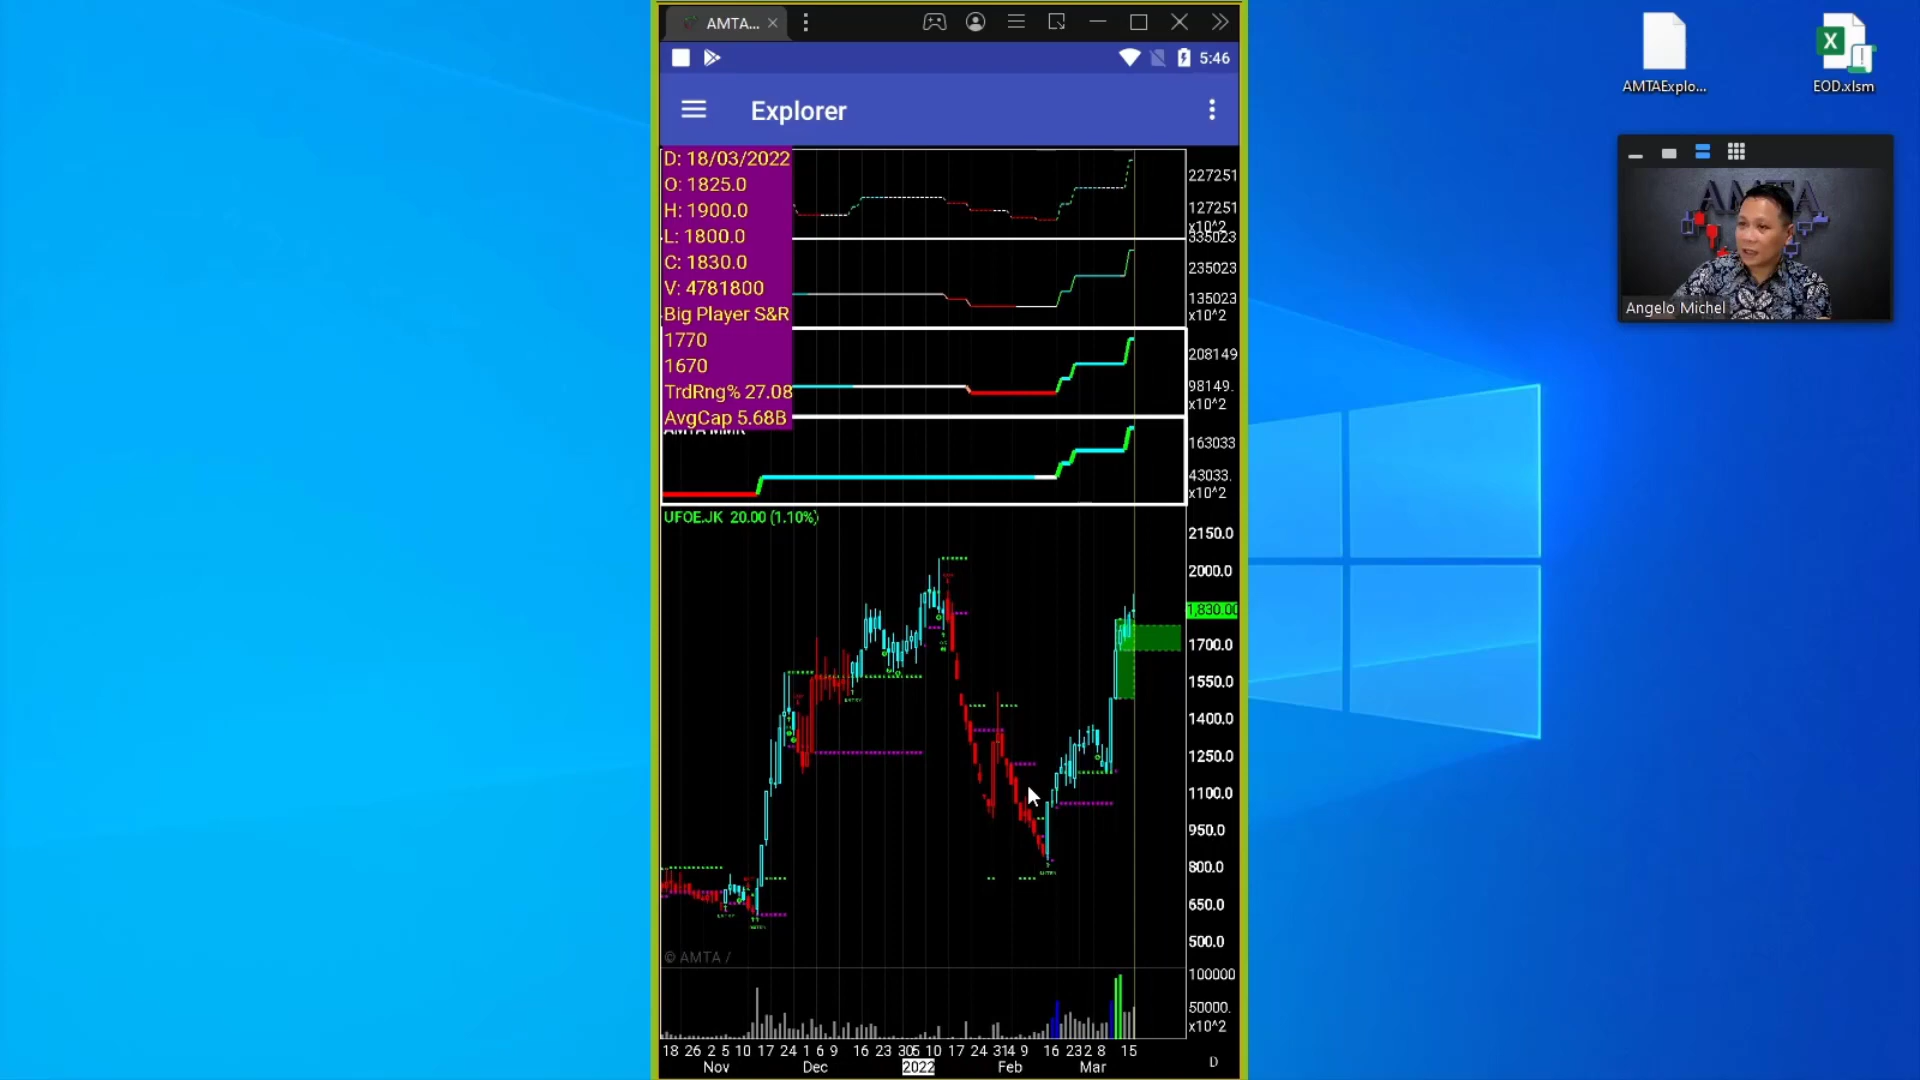 AMTA...
5:46
Explorer
D: 18/03/2022
O: 1825.0
H: 1900.0
L: 1800.0
C: 1830.0
V: 4781800
Big Player S&R
1770
1670
TrdRng% 27.08
AvgCap 5.68B
227251
127251
x10^2
335023
235023
135023
x10^2
208149
98149.
x10^2
163033
43033.
x10^2
UFOE.JK 20.00 (1.10%)
2150.0
2000.0
1,830.00
1700.0
1550.0
1400.0
1250.0
1100.0
950.0
800.0
650.0
500.0
© AMTA /
100000
50000.
x10^2
18 26 2 5 10 17 24 1 6 9 16 23 30 5 10 17 24 31 4 9 16 23 2 8 15
Nov Dec 2022 Feb Mar
D
AMTAExplo...
EOD.xlsm
AMTA
Angelo Michel